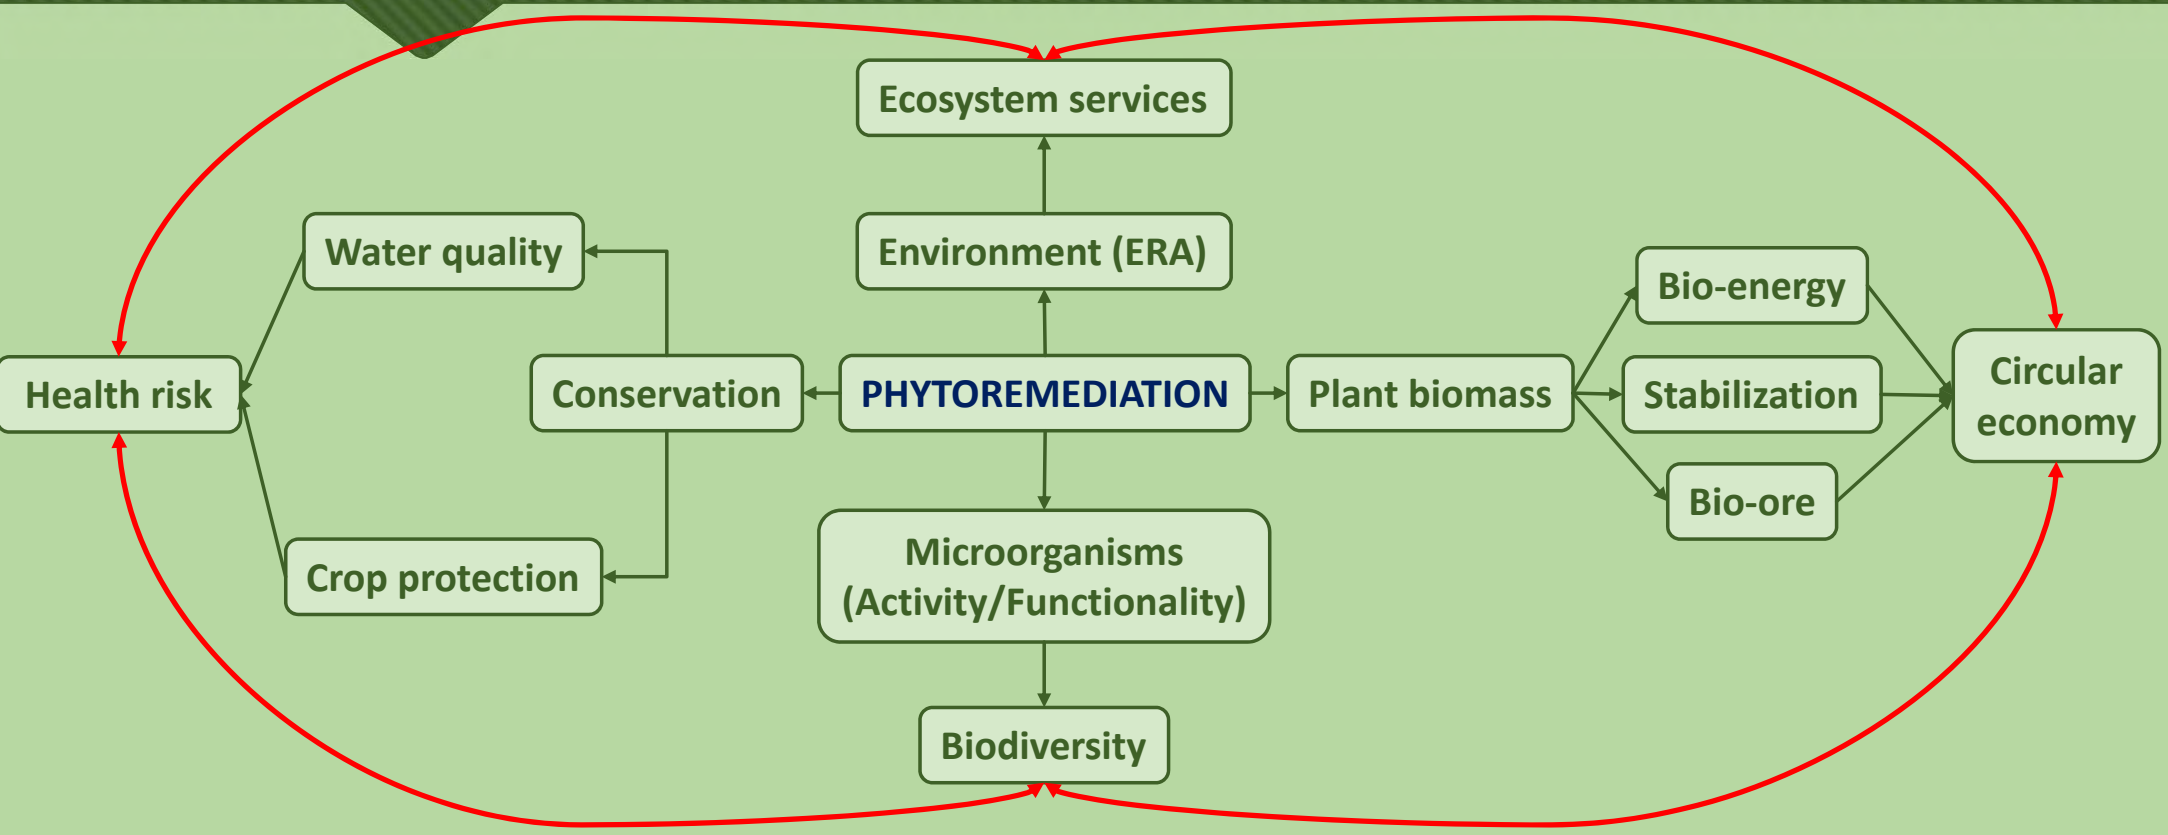 Ecosystem services
Water quality
Environment (ERA)
Bio-energy
Health risk
Conservation
PHYTOREMEDIATION
Plant biomass
Stabilization
Circular
economy
Bio-ore
Microorganisms
(Activity/Functionality)
Crop protection
Biodiversity